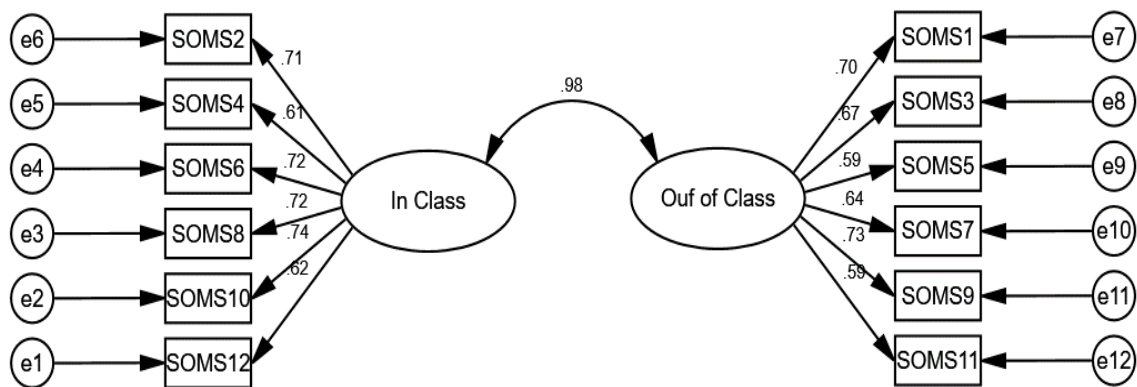 e6
SOMS2
.71
e5
SOMS4
.61
e4
SOMS6
.72
e3
SOMS8
.72
e2
SOMS10
.74
e1
SOMS12
.62
In Class
.98
Ouf of Class
.70
SOMS1
e7
.67
SOMS3
e8
.59
SOMS5
e9
.64
SOMS7
e10
.73
SOMS9
e11
.59
SOMS11
e12